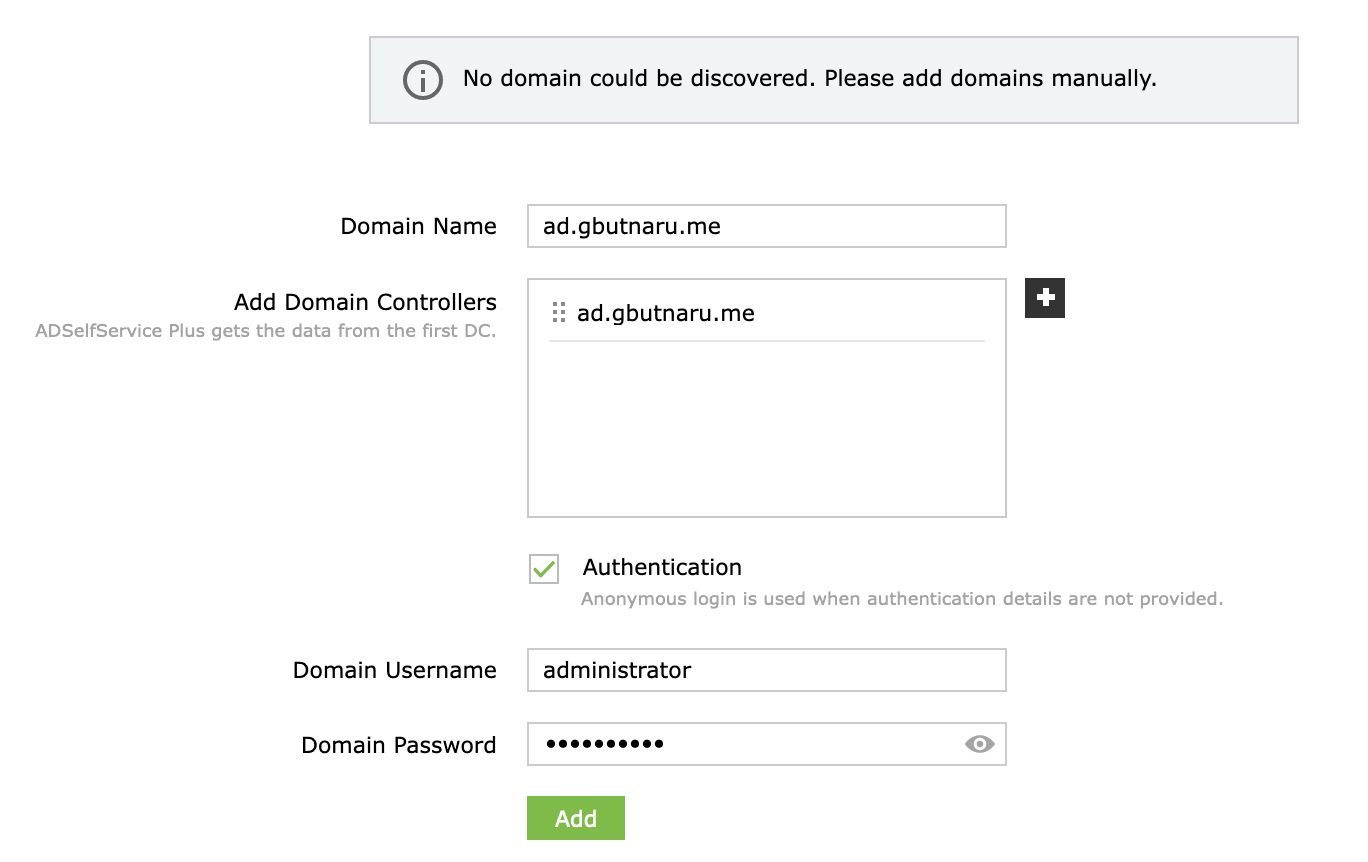 No domain could be discovered. Please add domains manually.
Domain Name
ad.gbutnaru.me
Add Domain Controllers
ADSelfService Plus gets the data from the first DC.
ad.gbutnaru.me
Authentication
Anonymous login is used when authentication details are not provided.
Domain Username
administrator
Domain Password
••••••••••
Add